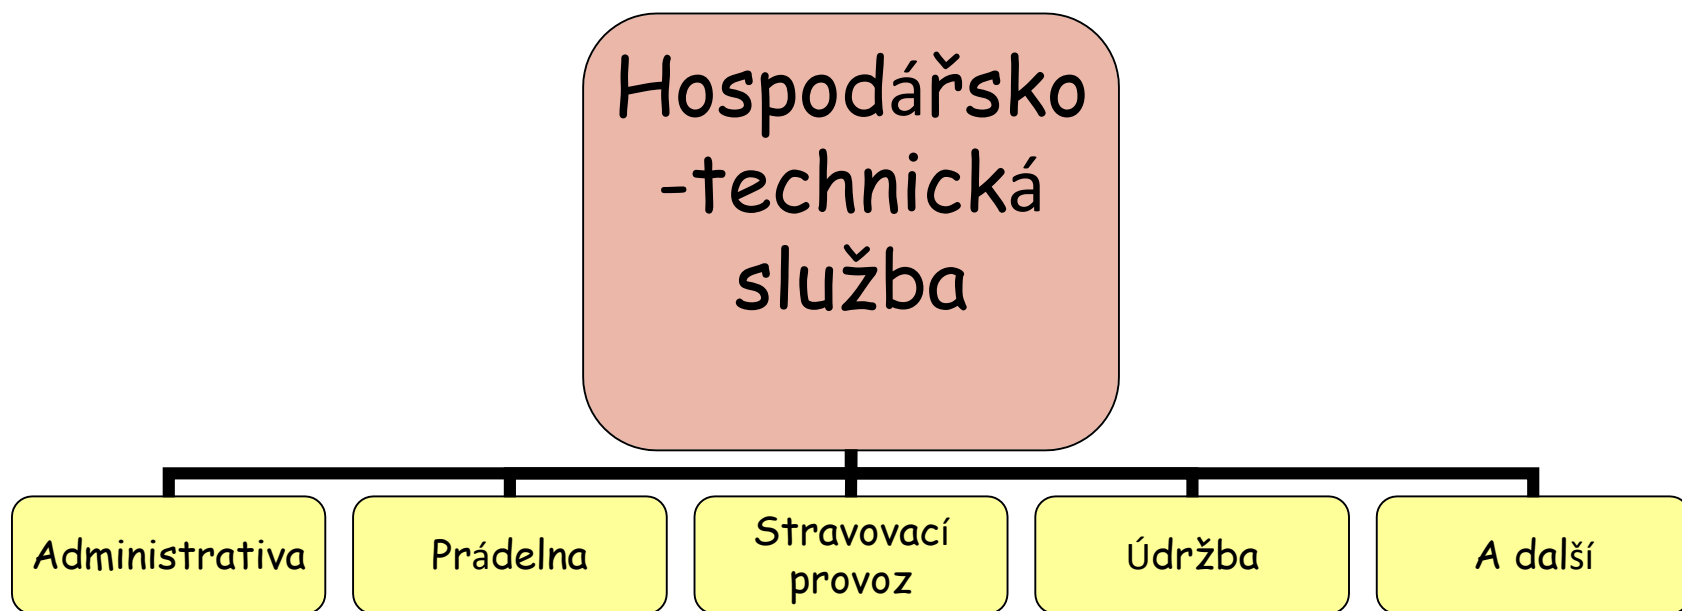 Hospodářsko
-technická
služba
Administrativa
Prádelna
Stravovací
provoz
Údržba
A další